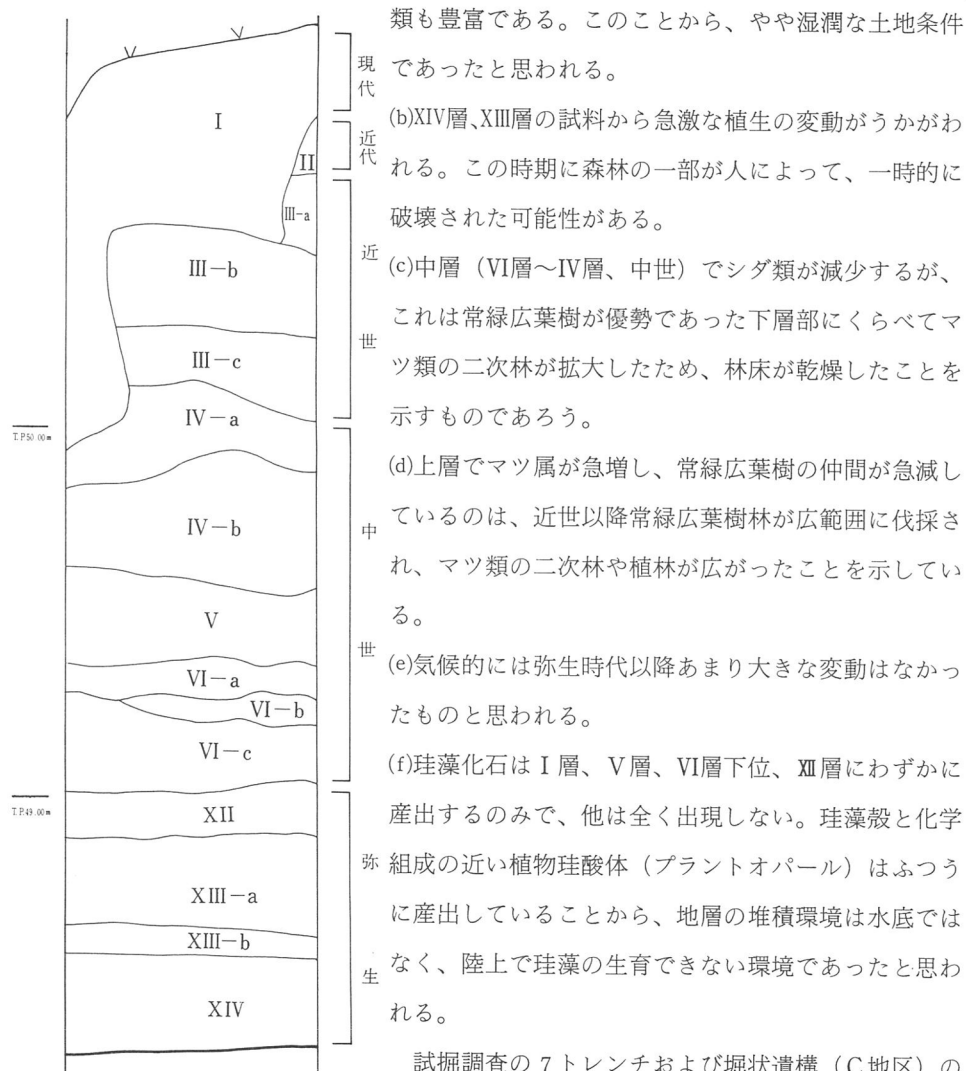 I
II
III-a
III-b
III-c
IV-a
IV-b
V
VI-a
VI-b
VI-c
XII
XIII-a
XIII-b
XIV
T.P.50.00m
T.P.49.00m
現代
近代
近世
中世
弥生
類も豊富である。このことから、やや湿潤な土地条件
であったと思われる。
(b)XIV層、XIII層の試料から急激な植生の変動がうかがわ
れる。この時期に森林の一部が人によって、一時的に
破壊された可能性がある。
(c)中層(VI層〜IV層、中世)でシダ類が減少するが、
これは常緑広葉樹が優勢であった下層部にくらべてマ
ツ類の二次林が拡大したため、林床が乾燥したことを
示すものであろう。
(d)上層でマツ属が急増し、常緑広葉樹の仲間が急減し
ているのは、近世以降常緑広葉樹林が広範囲に伐採さ
れ、マツ類の二次林や植林が広がったことを示してい
る。
(e)気候的には弥生時代以降あまり大きな変動はなかっ
たものと思われる。
(f)珪藻化石はI層、V層、VI層下位、XII層にわずかに
産出するのみで、他は全く出現しない。珪藻殻と化学
組成の近い植物珪酸体(プラントオパール)はふつう
に産出していることから、地層の堆積環境は水底では
なく、陸上で珪藻の生育できない環境であったと思わ
れる。
試掘調査の7トレンチおよび堀状遺構(C地区)の